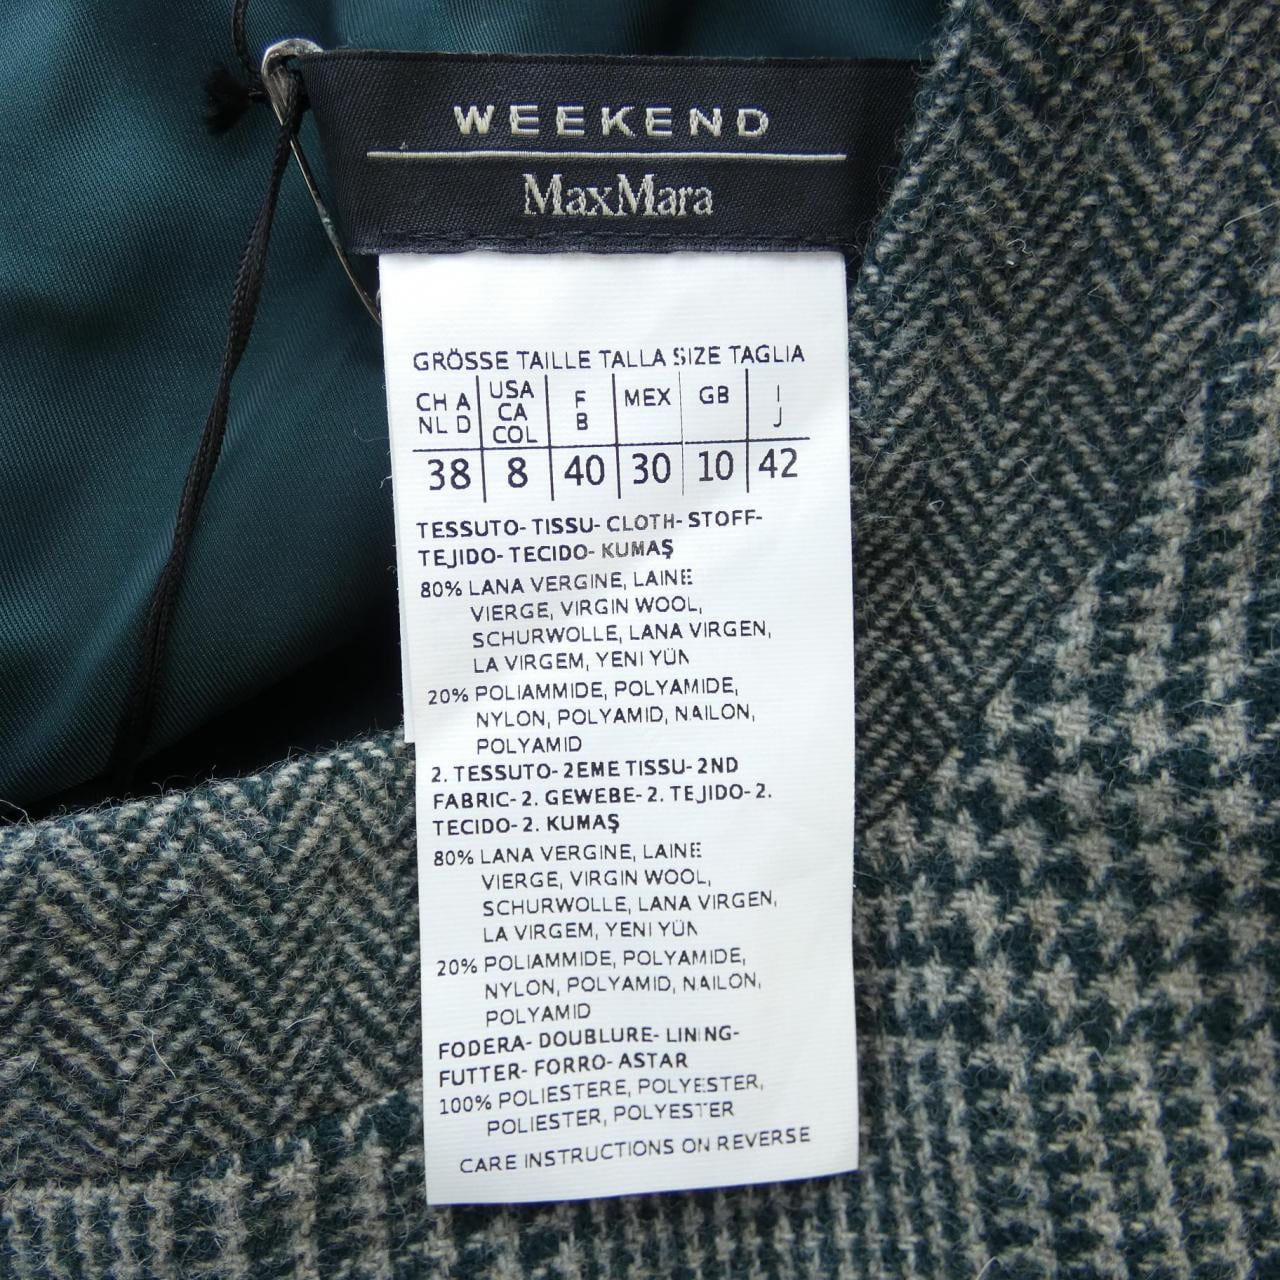 WEEKEND
MaxMara
GRÖSSE TAILLE TALLA SIZE TAGLIA
CH A NL D USA CA COL F B MEX GB I J
38 8 40 30 10 42
TESSUTO- TISSU- CLOTH- STOFF-
TEJIDO- TECIDO- KUMAŞ
80% LANA VERGINE, LAINE
VIERGE, VIRGIN WOOL,
SCHURWOLLE, LANA VIRGEN,
LA VIRGEM, YENI YÜN
20% POLIAMMIDE, POLYAMIDE,
NYLON, POLYAMID, NAILON,
POLYAMID
2. TESSUTO- 2EME TISSU- 2ND
FABRIC- 2. GEWEBE- 2. TEJIDO- 2.
TECIDO- 2. KUMAŞ
80% LANA VERGINE, LAINE
VIERGE, VIRGIN WOOL,
SCHURWOLLE, LANA VIRGEN,
LA VIRGEM, YENI YÜN
20% POLIAMMIDE, POLYAMIDE,
NYLON, POLYAMID, NAILON,
POLYAMID
FODERA- DOUBLURE- LINING-
FUTTER- FORRO- ASTAR
100% POLIESTERE, POLYESTER,
POLIESTER, POLYESTER
CARE INSTRUCTIONS ON REVERSE